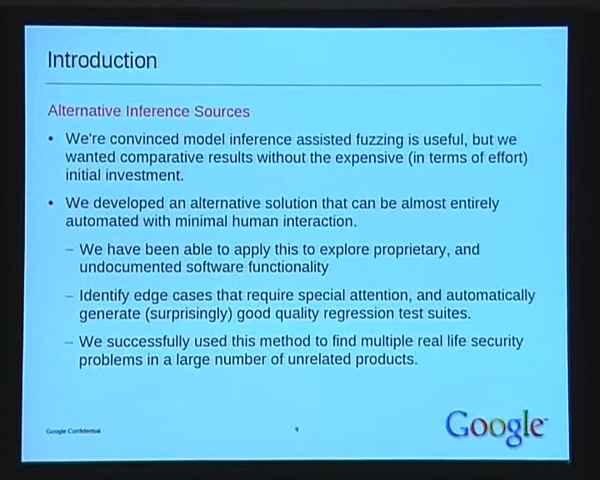 Introduction
Alternative Inference Sources
• We're convinced model inference assisted fuzzing is useful, but we
wanted comparative results without the expensive (in terms of effort)
initial investment.
• We developed an alternative solution that can be almost entirely
automated with minimal human interaction.
– We have been able to apply this to explore proprietary, and
undocumented software functionality
– Identify edge cases that require special attention, and automatically
generate (surprisingly) good quality regression test suites.
– We successfully used this method to find multiple real life security
problems in a large number of unrelated products.
Google Confidential
9
Google